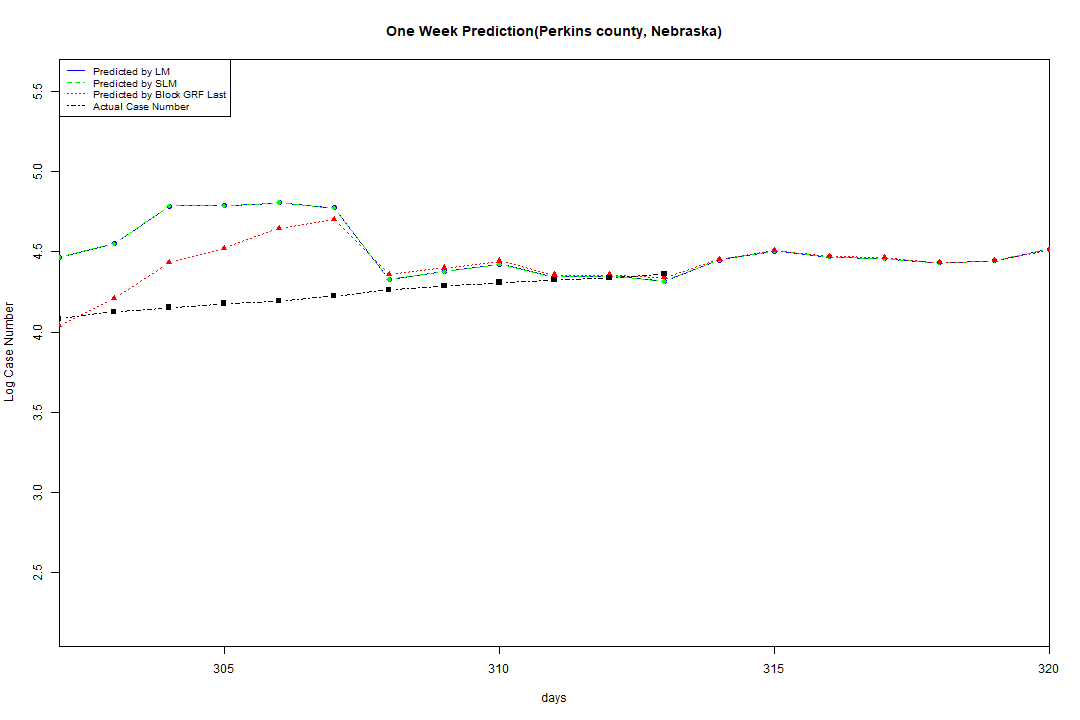 One Week Prediction(Perkins county, Nebraska)
Predicted by LM
Predicted by SLM
Predicted by Block GRF Last
Actual Case Number
5.5
5.0
4.5
4.0
3.5
3.0
2.5
Log Case Number
305
310
315
320
days